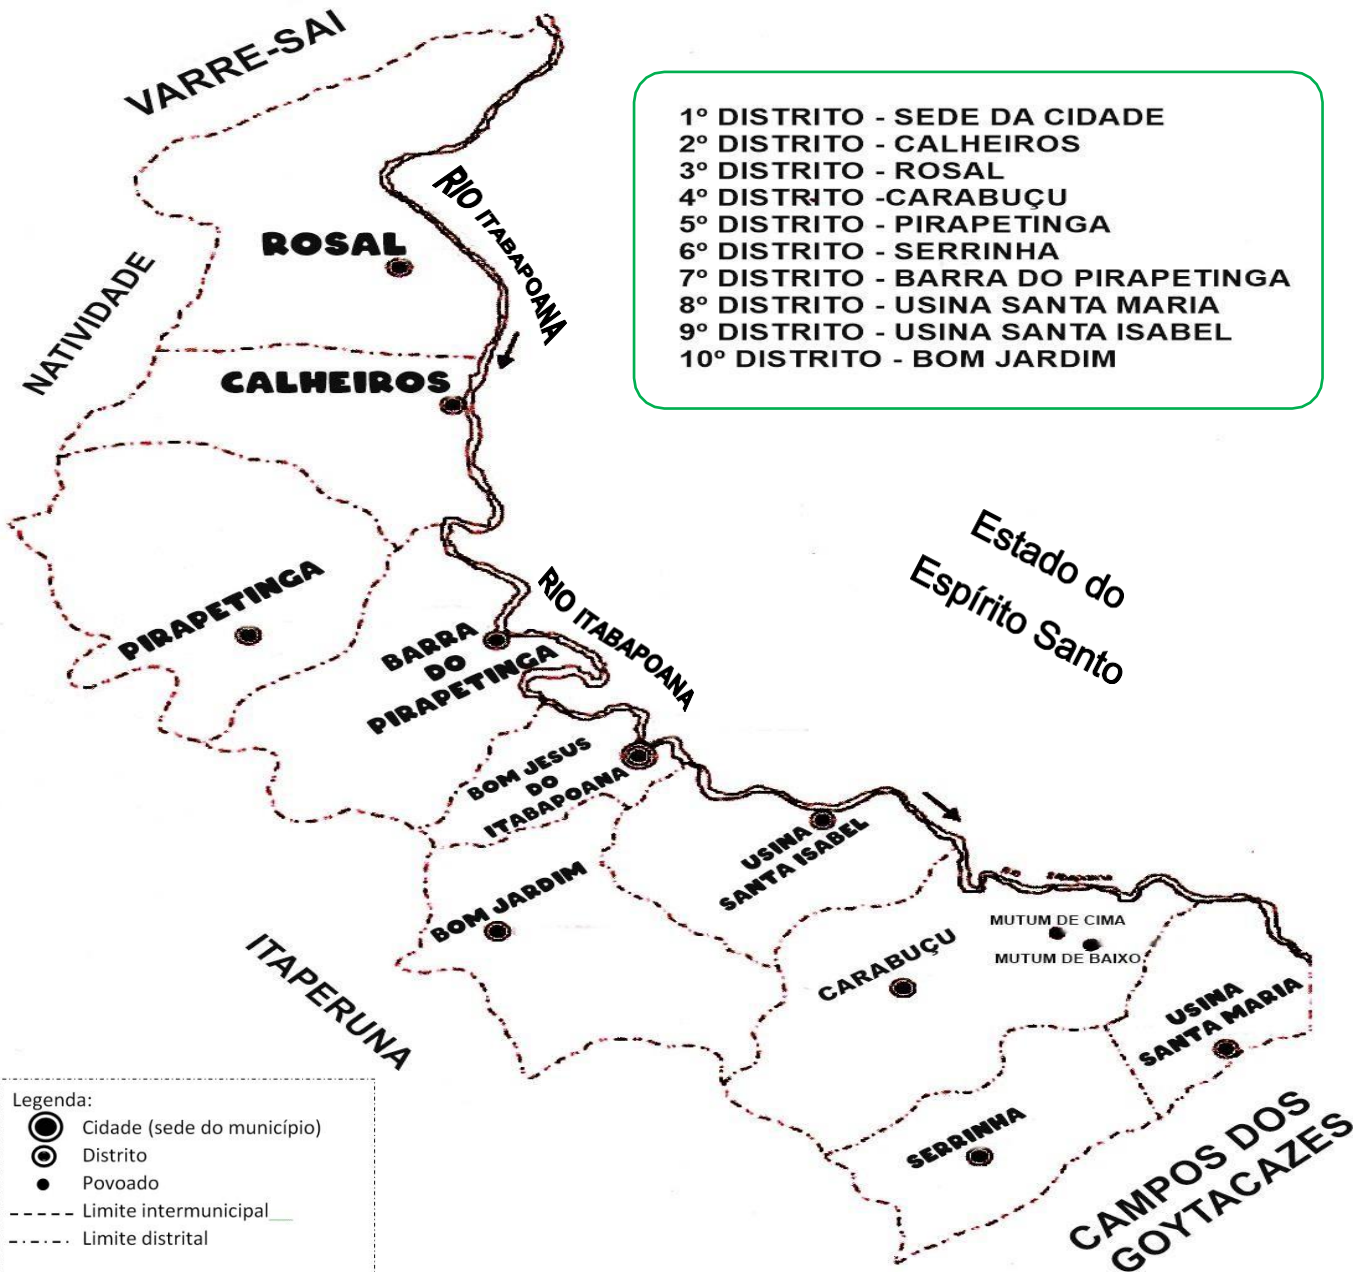 VARRE-SAI
1º DISTRITO - SEDE DA CIDADE
2º DISTRITO - CALHEIROS
3º DISTRITO - ROSAL
4º DISTRITO -CARABUÇU
5º DISTRITO - PIRAPETINGA
6º DISTRITO - SERRINHA
7º DISTRITO - BARRA DO PIRAPETINGA
8º DISTRITO - USINA SANTA MARIA
9º DISTRITO - USINA SANTA ISABEL
10º DISTRITO - BOM JARDIM
RIO ITABAPOANA
ROSAL
NATIVIDADE
CALHEIROS
Estado do
Espírito Santo
PIRAPETINGA
RIO ITABAPOANA
BARRA
DO
PIRAPETINGA
BOM JESUS
DO
ITABAPOANA
USINA
SANTA ISABEL
BOM JARDIM
Rio Itabapoana
MUTUM DE CIMA
MUTUM DE BAIXO
CARABUÇU
ITAPERUNA
USINA
SANTA MARIA
SERRINHA
CAMPOS DOS
GOYTACAZES
Legenda:
Cidade (sede do município)
Distrito
Povoado
Limite intermunicipal
Limite distrital